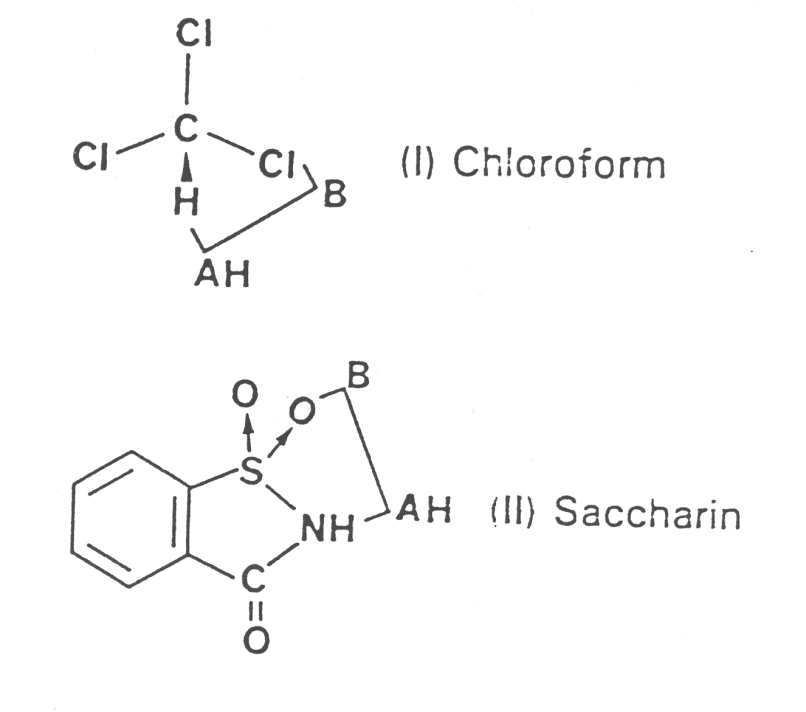 Cl
C
Cl
Cl
B
H
AH
(I) Chloroform
B
O
O
S
AH
NH
(II) Saccharin
C
O